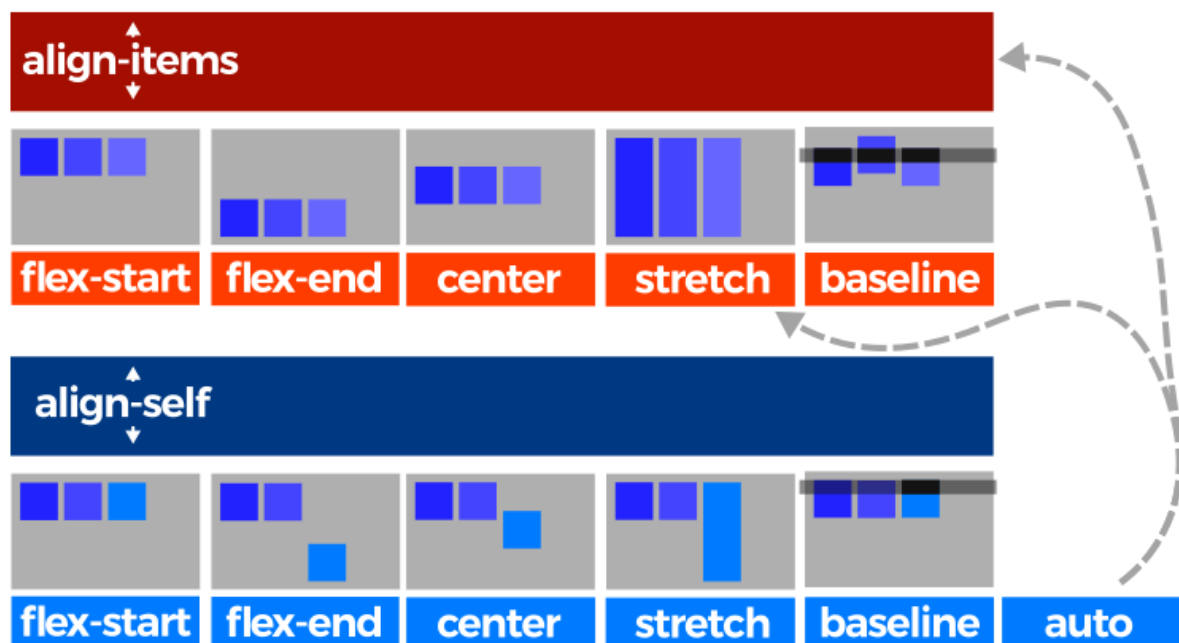 align-items
flex-start flex-end center stretch baseline
align-self
flex-start flex-end center stretch baseline auto